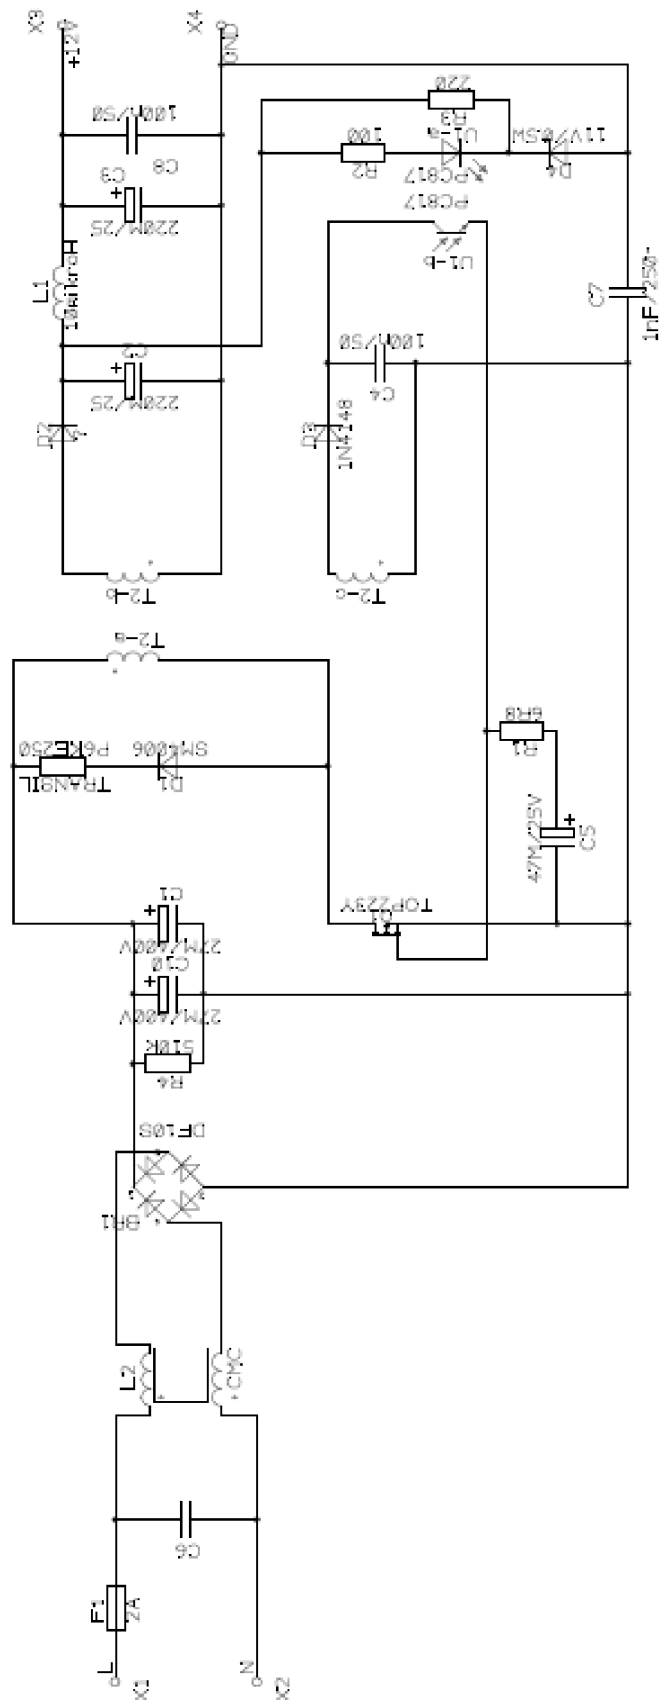 X3
+12V
X4
GND
100n/50
C8
C9
220M/25
L1
10mikroH
C2
220M/25
D2
T2-b
220
R3
U1-a
100
R2
PC817
11V/0.5W
D4
PC817
U1-b
C7
1nF/250~
100n/50
C4
D3
1N4148
T2-c
T2-a
6R8
R1
P6KE250
TRANSIL
SM4006
D1
47M/25V
C5
C1
27M/400V
TOP223Y
C10
27M/400V
510k
R4
DF10S
BR1
L2
CMC
C6
F1
2A
L
X1
N
X2